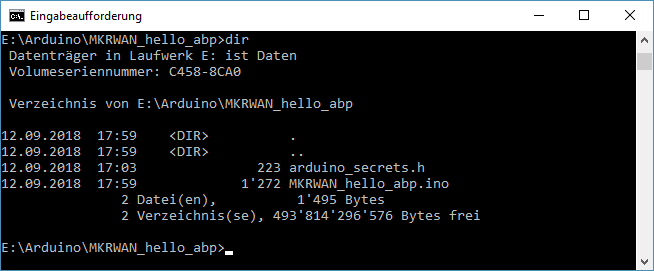 Eingabeaufforderung
E:\Arduino\MKRWAN_hello_abp>dir
 Datenträger in Laufwerk E: ist Daten
 Volumeseriennummer: C458-8CA0

 Verzeichnis von E:\Arduino\MKRWAN_hello_abp

12.09.2018  17:59    <DIR>          .
12.09.2018  17:59    <DIR>          ..
12.09.2018  17:03               223 arduino_secrets.h
12.09.2018  17:59             1'272 MKRWAN_hello_abp.ino
               2 Datei(en),          1'495 Bytes
               2 Verzeichnis(se), 493'814'296'576 Bytes frei

E:\Arduino\MKRWAN_hello_abp>